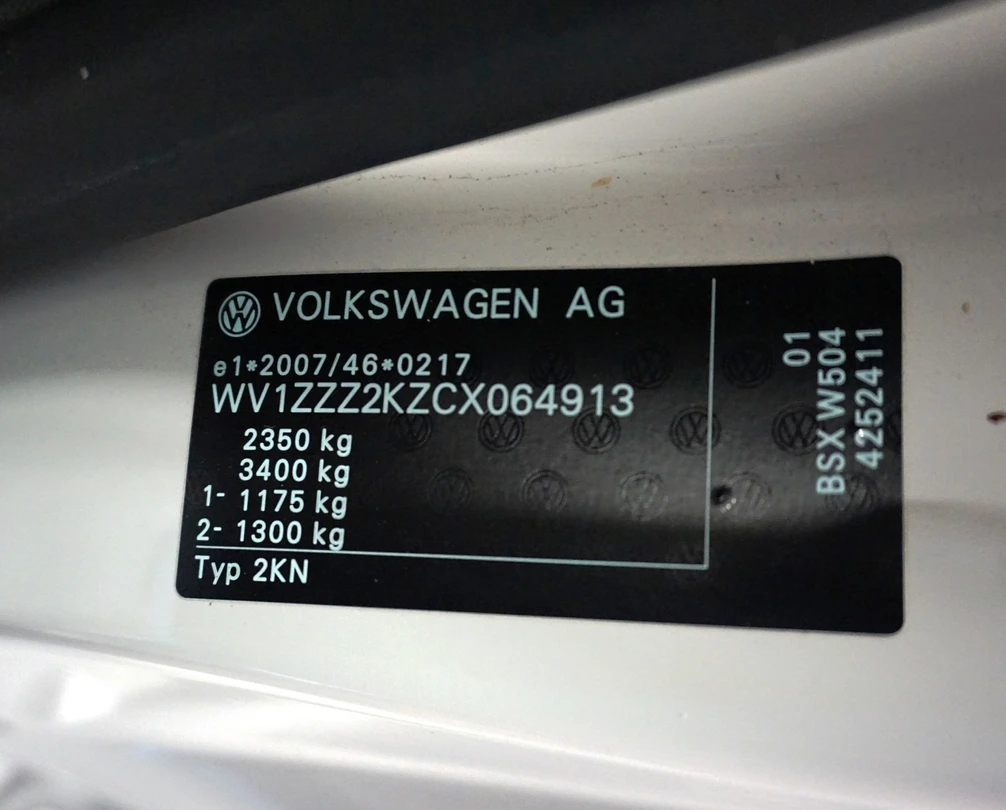 VOLKSWAGEN AG
e1*2007/46*0217
WV1ZZZ2KZCX064913
2350 kg
3400 kg
1- 1175 kg
2- 1300 kg
Typ 2KN
01
BSX W504
4252411